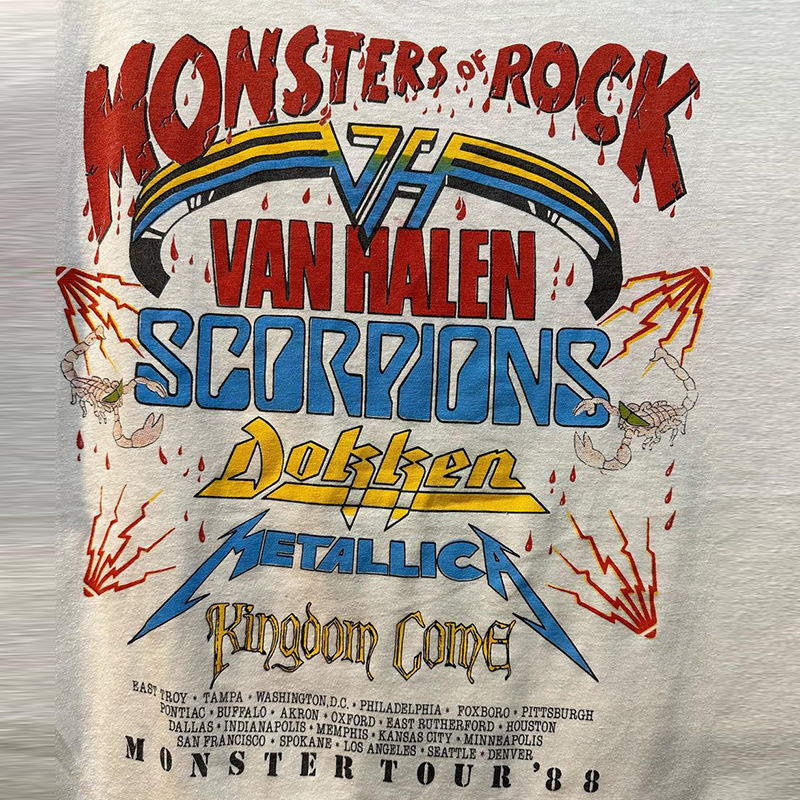 MONSTERS OF ROCK
VH
VAN HALEN
SCORPIONS
Dokken
METALLICA
Kingdom Come
EAST TROY • TAMPA • WASHINGTON, D.C. • PHILADELPHIA • FOXBORO • PITTSBURGH
PONTIAC • BUFFALO • AKRON • OXFORD • EAST RUTHERFORD • HOUSTON
DALLAS • INDIANAPOLIS • MEMPHIS • KANSAS CITY • MINNEAPOLIS
SAN FRANCISCO • SPOKANE • LOS ANGELES • SEATTLE • DENVER
MONSTER TOUR '88